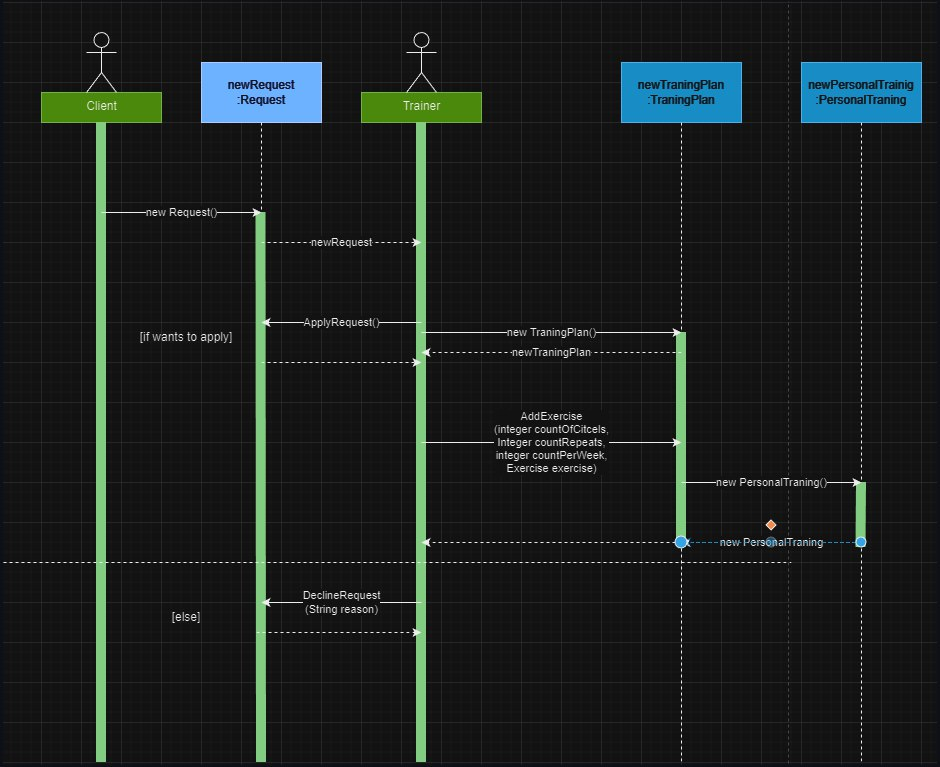 Client
newRequest
:Request
Trainer
newTraningPlan
:TraningPlan
newPersonalTrainig
:PersonalTraning
new Request()
newRequest
ApplyRequest()
[if wants to apply]
new TraningPlan()
newTraningPlan
AddExercise
(integer countOfCitcels,
Integer countRepeats,
integer countPerWeek,
Exercise exercise)
new PersonalTraning()
new PersonalTraning
DeclineRequest
(String reason)
[else]